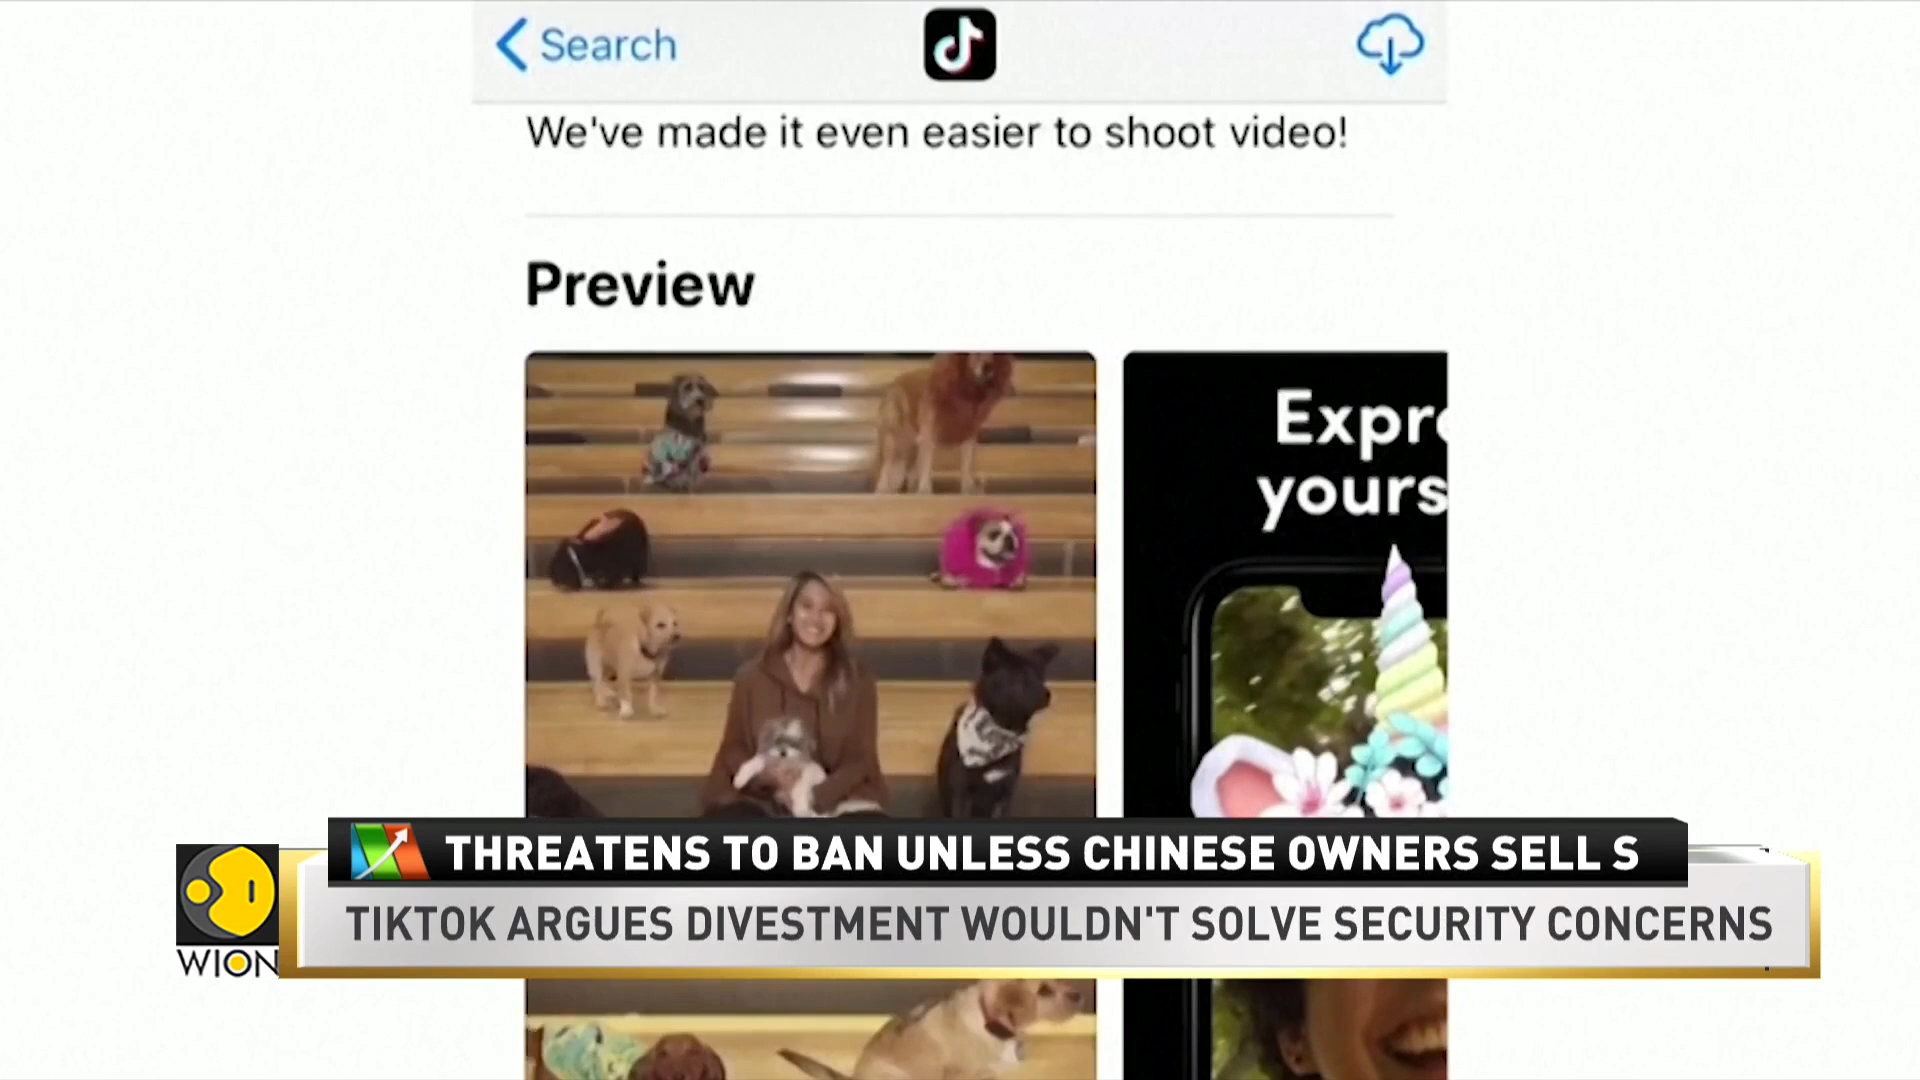 Search
We've made it even easier to shoot video!
Preview
Expre
yours
THREATENS TO BAN UNLESS CHINESE OWNERS SELL S
TIKTOK ARGUES DIVESTMENT WOULDN'T SOLVE SECURITY CONCERNS
WION